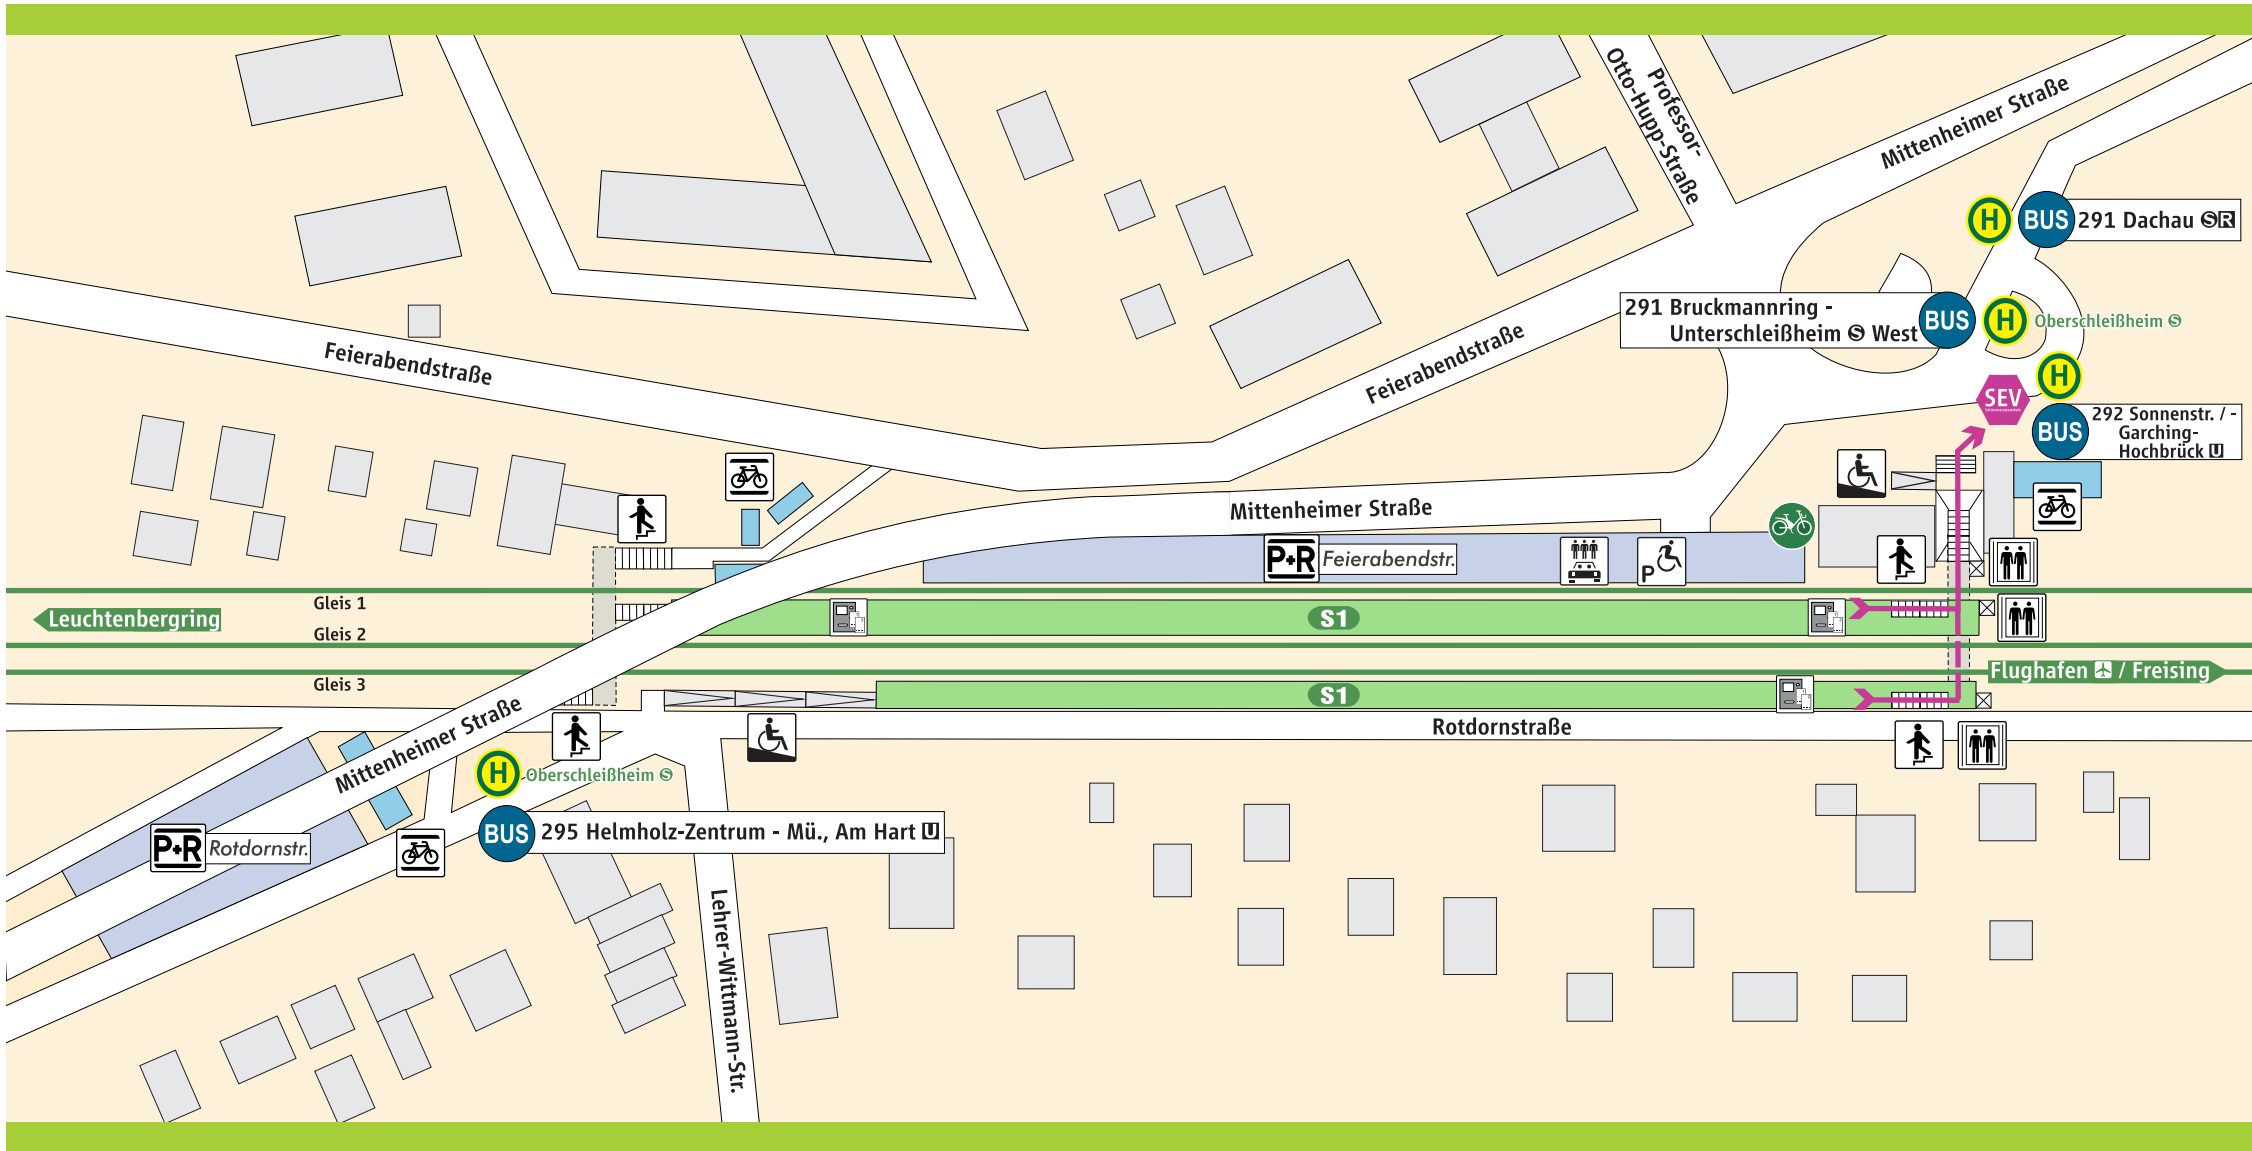 Professor-
Otto-Hupp-Straße
Mittenheimer Straße
H
BUS
291 Dachau S R
291 Bruckmannring -
Unterschleißheim S West
BUS
H
Oberschleißheim S
Feierabendstraße
Feierabendstraße
H
SEV
BUS
292 Sonnenstr. / -
Garching-
Hochbrück U
Mittenheimer Straße
P+R
Feierabendstr.
P
Gleis 1
Leuchtenbergring
S1
Gleis 2
Gleis 3
S1
Flughafen / Freising
Mittenheimer Straße
Rotdornstraße
H
Oberschleißheim S
BUS
295 Helmholz-Zentrum - Mü., Am Hart U
P+R
Rotdornstr.
Lehrer-Wittmann-Str.